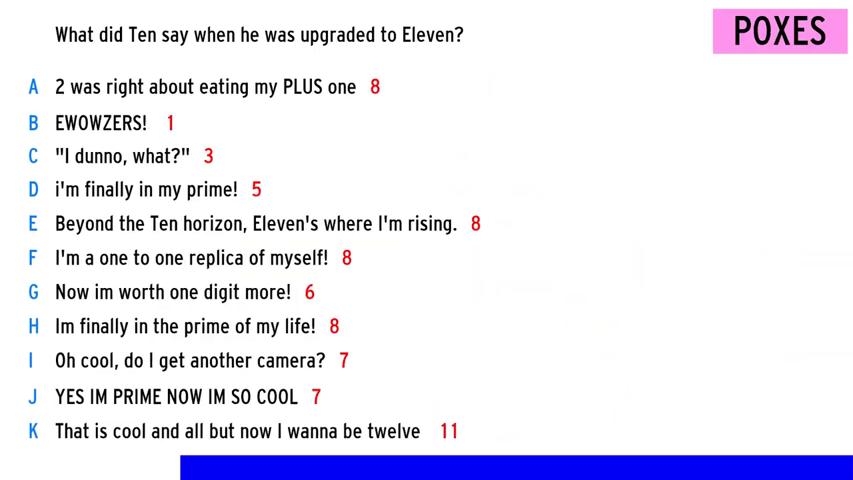 What did Ten say when he was upgraded to Eleven?
POXES
A 2 was right about eating my PLUS one 8
B EWOWZERS! 1
C "I dunno, what?" 3
D i'm finally in my prime! 5
E Beyond the Ten horizon, Eleven's where I'm rising. 8
F I'm a one to one replica of myself! 8
G Now im worth one digit more! 6
H Im finally in the prime of my life! 8
I Oh cool, do I get another camera? 7
J YES IM PRIME NOW IM SO COOL 7
K That is cool and all but now I wanna be twelve 11